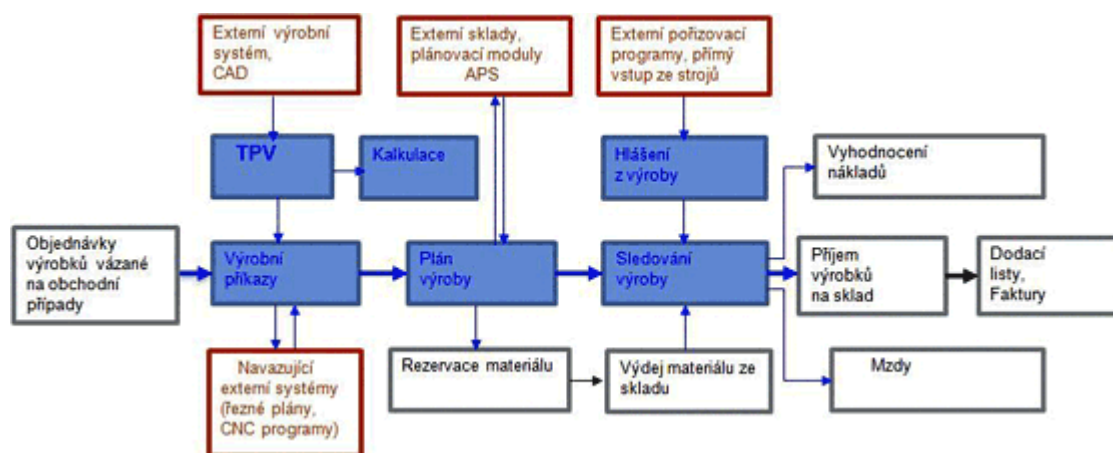 Externí výrobní
systém,
CAD
Externí sklady,
plánovací moduly
APS
Externí pořizovací
programy, přímý
vstup ze strojů
TPV
Kalkulace
Hlášení
z výroby
Vyhodnocení
nákladů
Objednávky
výrobků vázané
na obchodní
případy
Výrobní
příkazy
Plán
výroby
Sledování
výroby
Příjem
výrobků
na sklad
Dodací
listy,
Faktury
Navazující
externí systémy
(řezné plány,
CNC programy)
Rezervace materiálu
Výdej materiálu ze
skladu
Mzdy